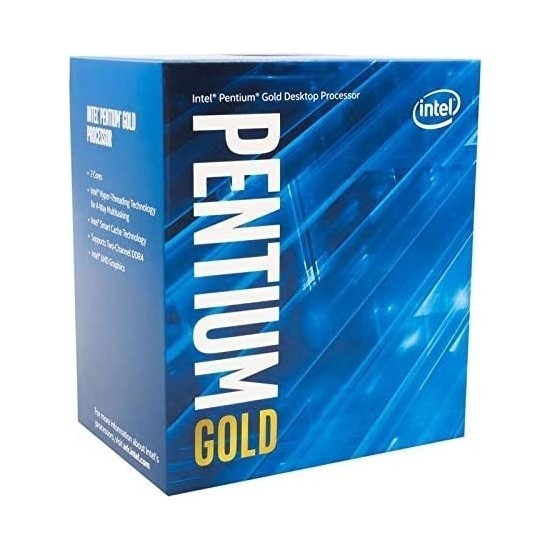 INTEL® PENTIUM® GOLD
PROCESSOR
• 2 Cores
• Intel® Hyper-Threading Technology
for 4-Way Multitasking
• Intel® Smart Cache Technology
• Supports Two-Channel DDR4
• Intel® UHD Graphics
For more information about Intel's
processors, visit ark.intel.com
Intel® Pentium® Gold Desktop Processor
intel®
PENTIUM
GOLD